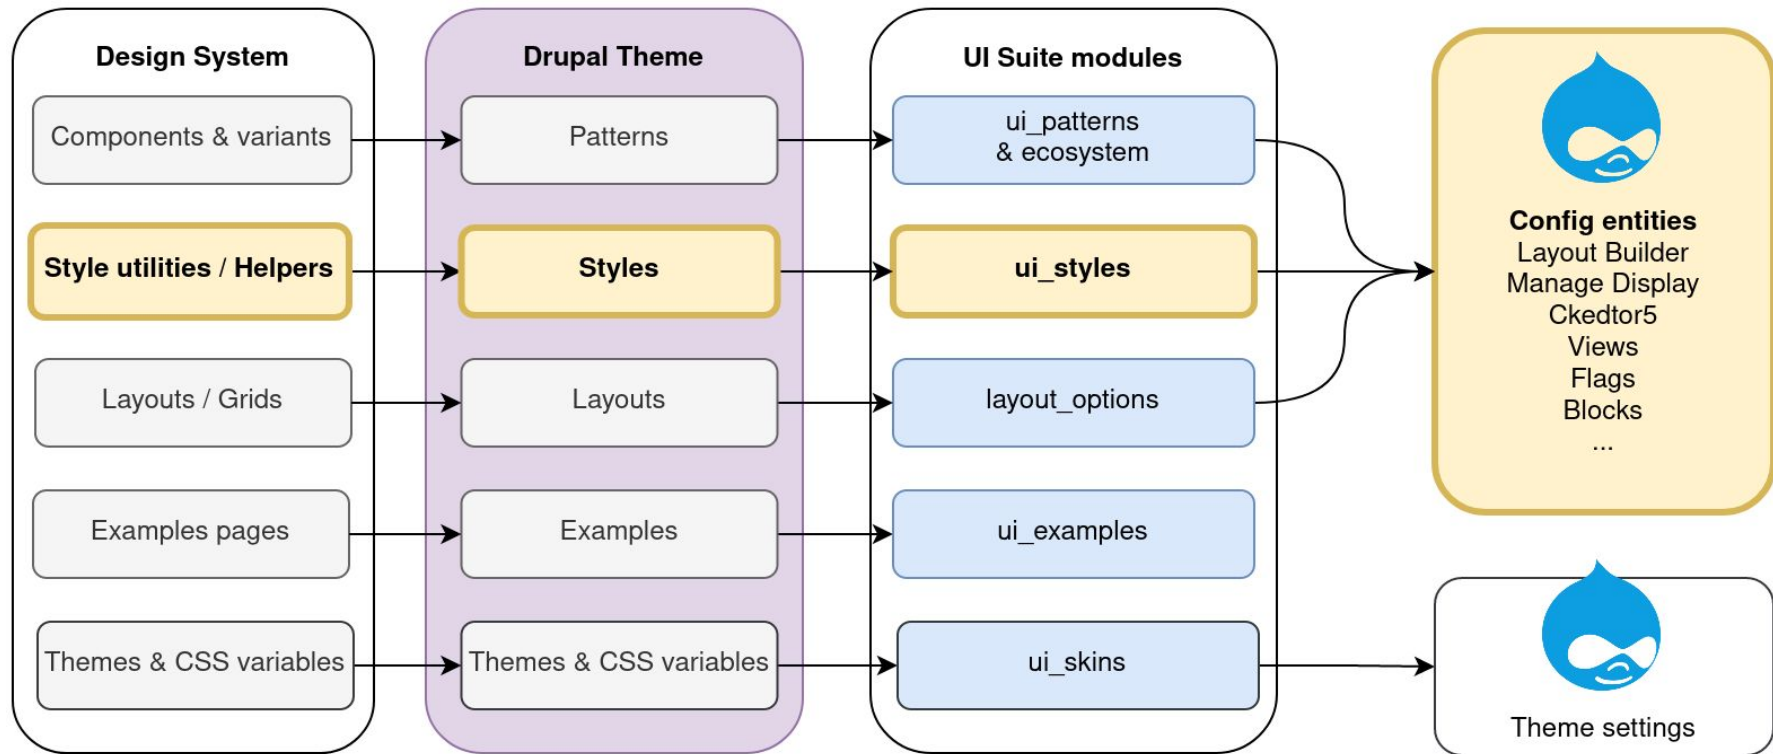 Design System
Components & variants
Style utilities / Helpers
Layouts / Grids
Examples pages
Themes & CSS variables
Drupal Theme
Patterns
Styles
Layouts
Examples
Themes & CSS variables
UI Suite modules
ui_patterns
& ecosystem
ui_styles
layout_options
ui_examples
ui_skins
Config entities
Layout Builder
Manage Display
Ckedtor5
Views
Flags
Blocks
...
Theme settings